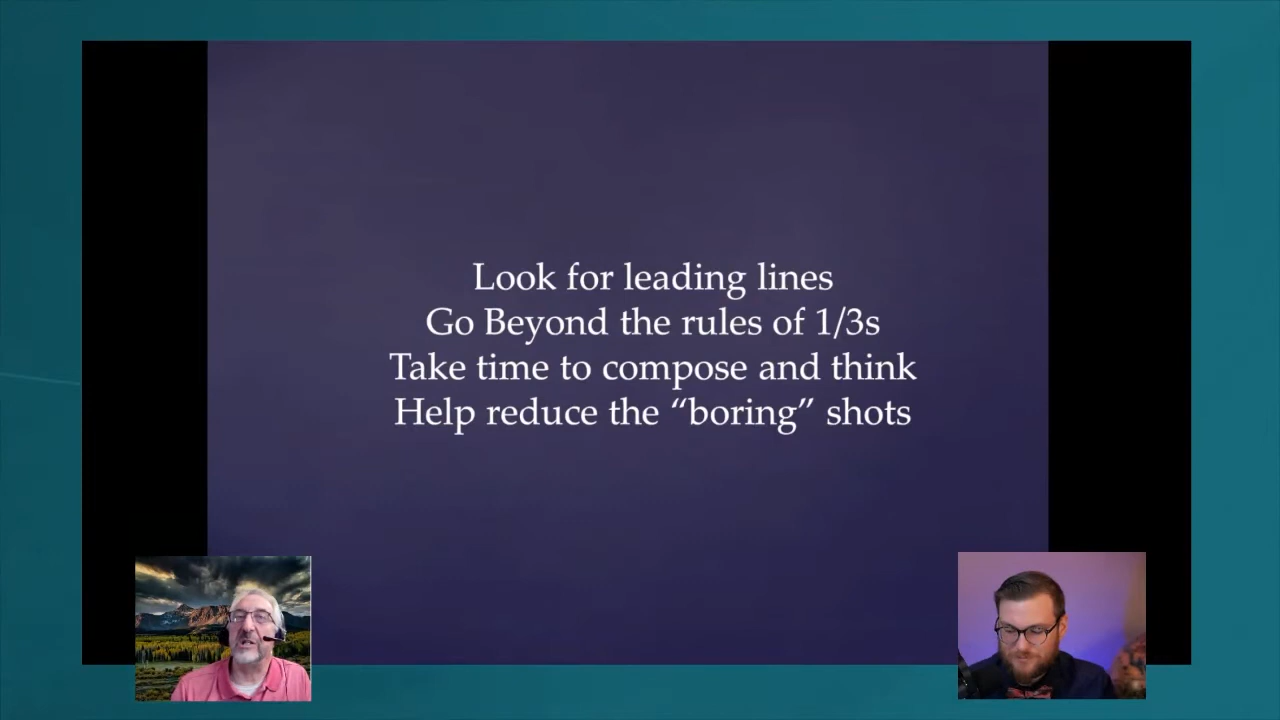 Look for leading lines
Go Beyond the rules of 1/3s
Take time to compose and think
Help reduce the “boring” shots